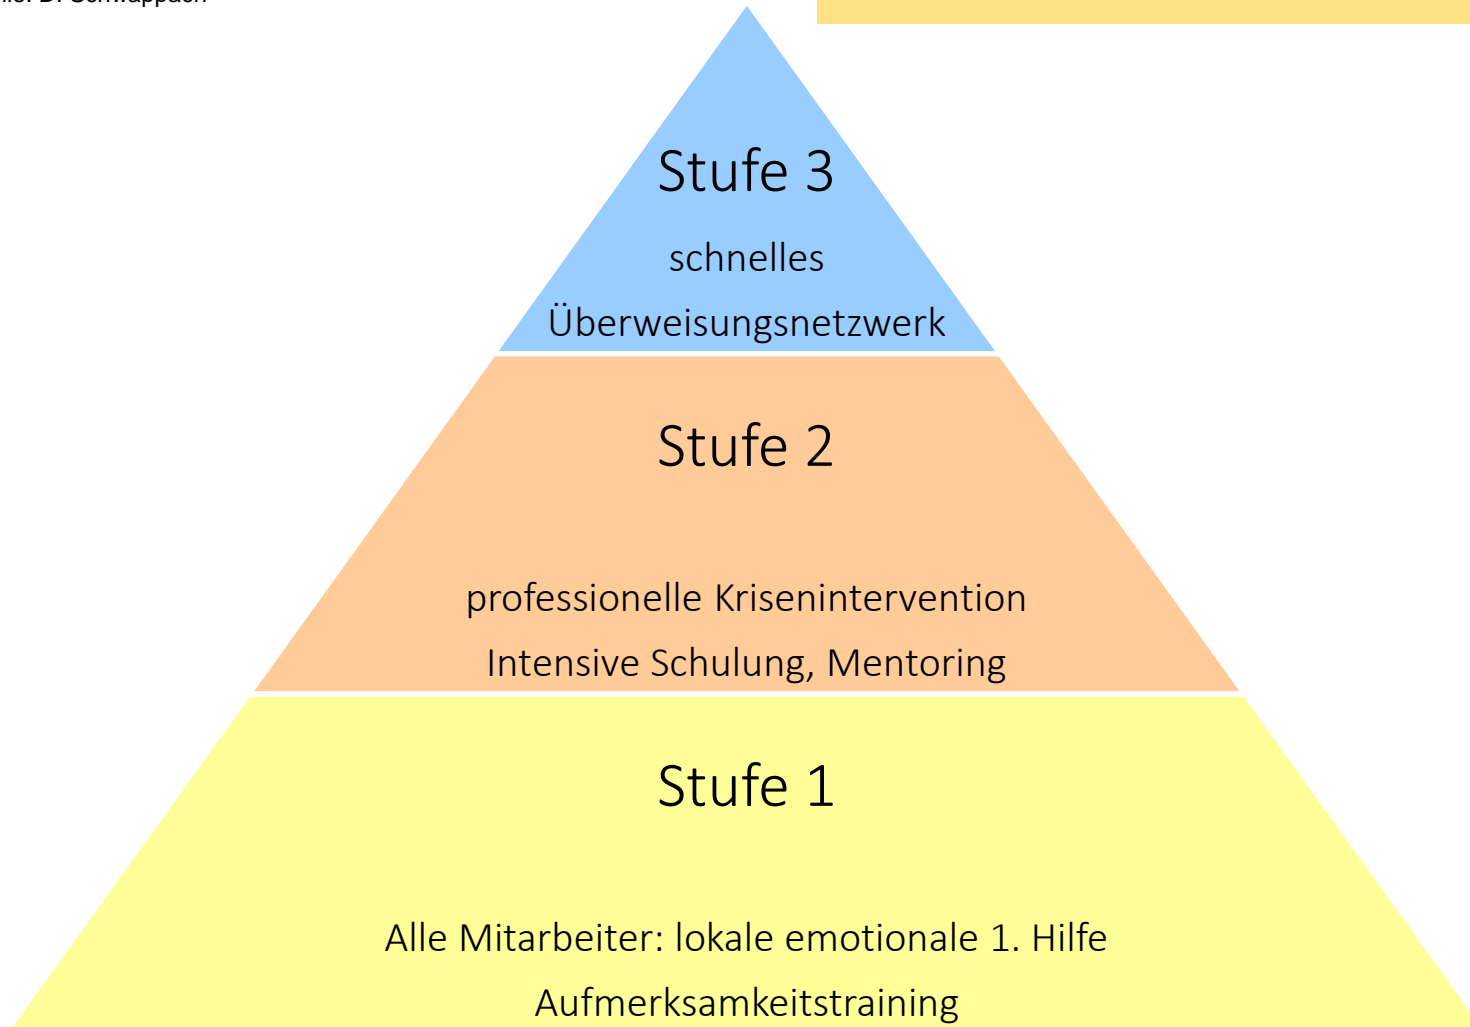 D. Schwappach
Stufe 3
schnelles
Überweisungsnetzwerk
Stufe 2
professionelle Krisenintervention
Intensive Schulung, Mentoring
Stufe 1
Alle Mitarbeiter: lokale emotionale 1. Hilfe
Aufmerksamkeitstraining